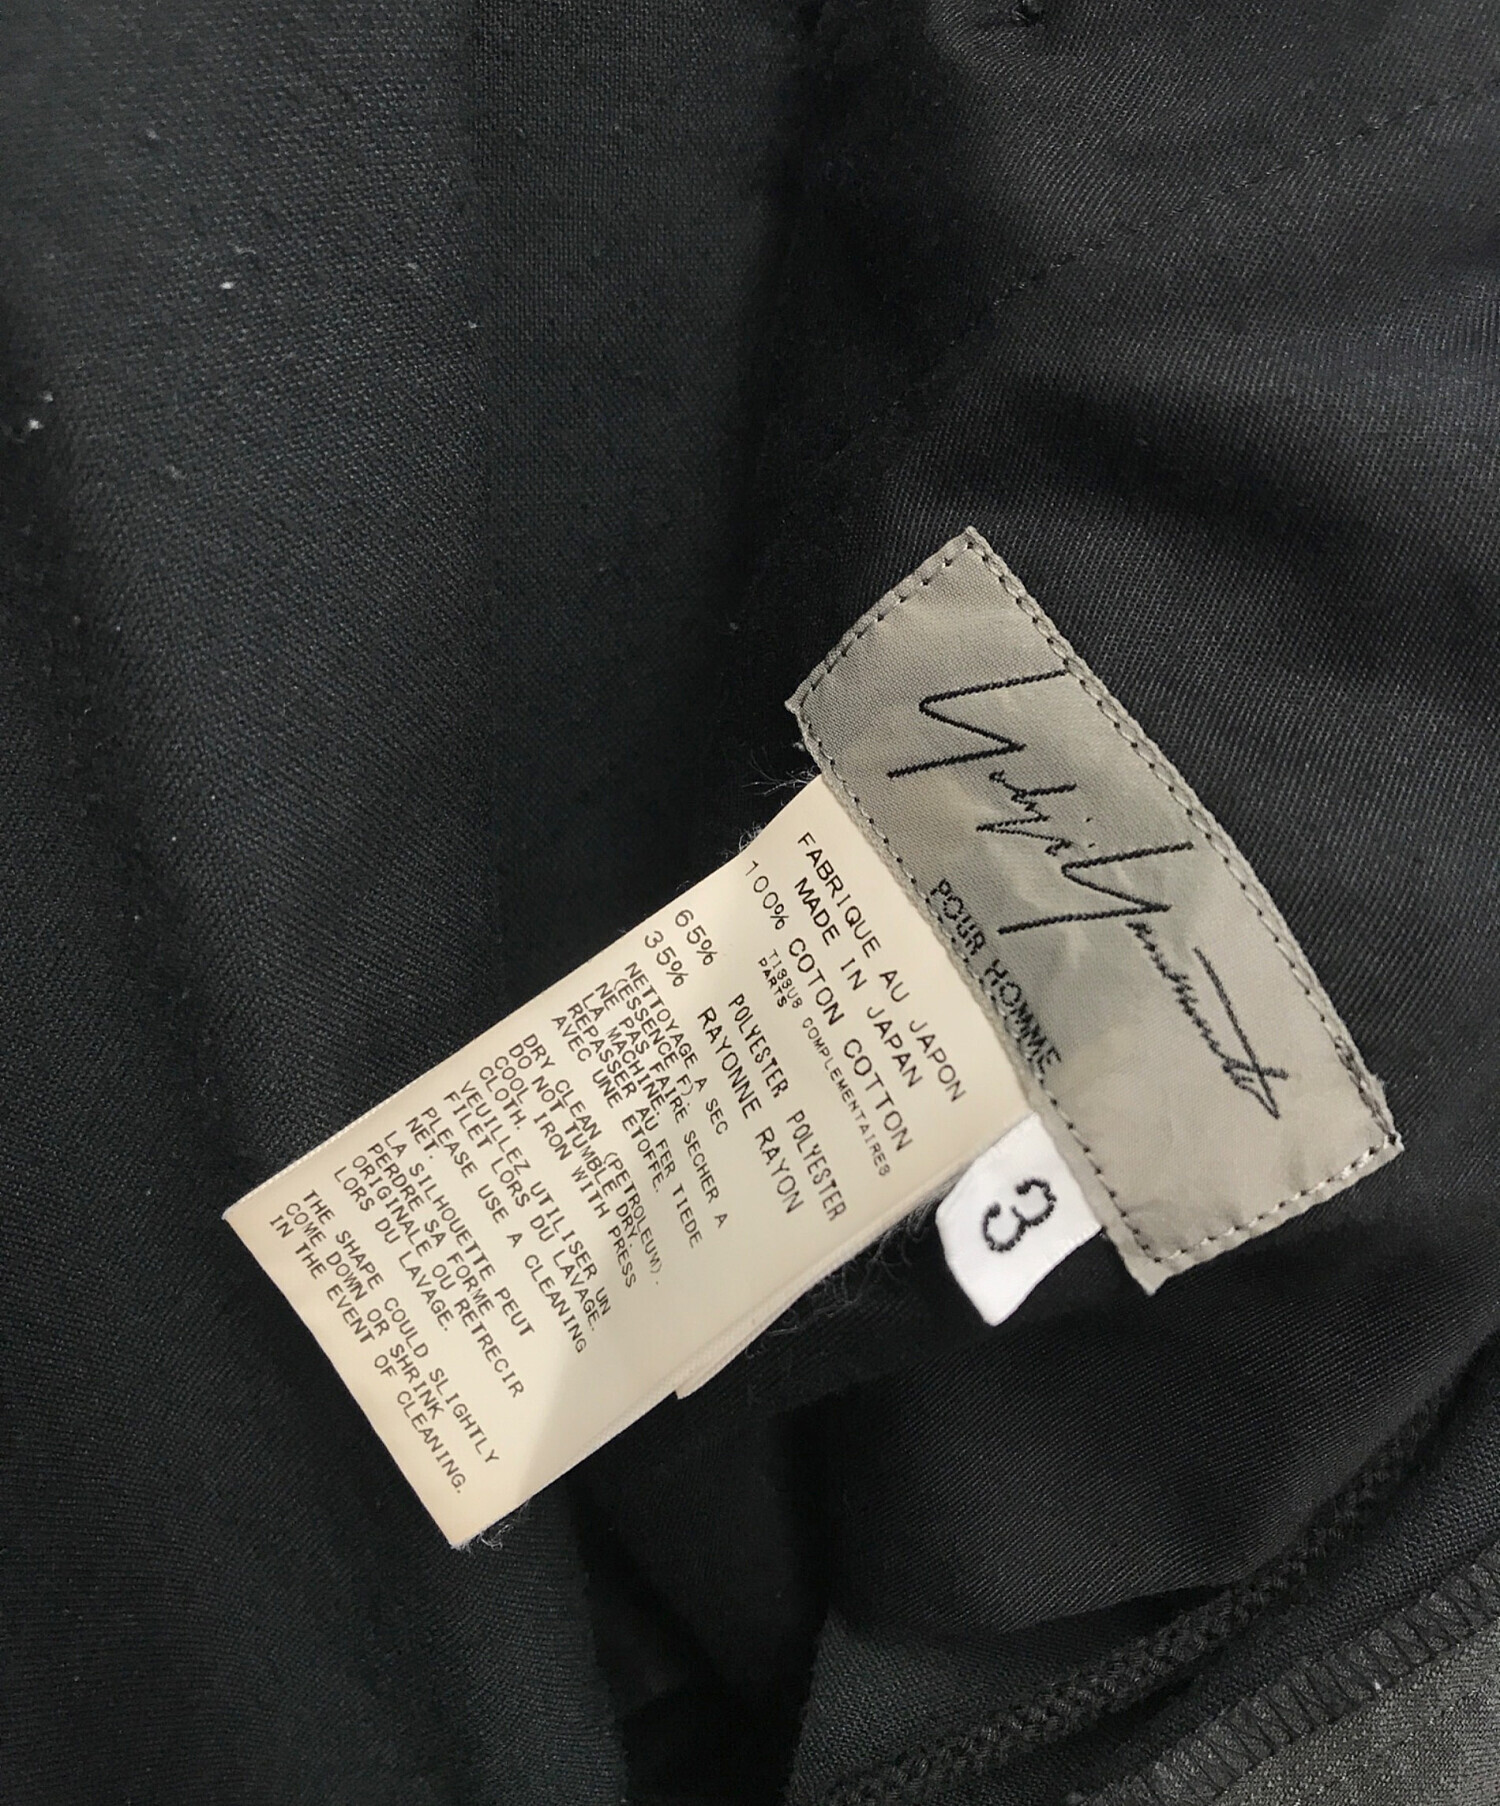 Yohji Yamamoto
POUR HOMME
3
FABRIQUE AU JAPON
MADE IN JAPAN
100% COTON COTTON
TISSUS COMPLEMENTAIRES
PARTS
65% POLYESTER POLYESTER
35% RAYONNE RAYON
NETTOYAGE A SEC
(ESSENCE F).
NE PAS FAIRE SECHER A
LA MACHINE.
REPASSER AU FER TIEDE
AVEC UNE ETOFFE.
DRY CLEAN (PETROLEUM).
DO NOT TUMBLE DRY.
COOL IRON WITH PRESS
CLOTH.
VEUILLEZ UTILISER UN
FILET LORS DU LAVAGE.
PLEASE USE A CLEANING
NET.
LA SILHOUETTE PEUT
PERDRE SA FORME
ORIGINALE OU RETRECIR
LORS DU LAVAGE.
THE SHAPE COULD SLIGHTLY
COME DOWN OR SHRINK
IN THE EVENT OF CLEANING.